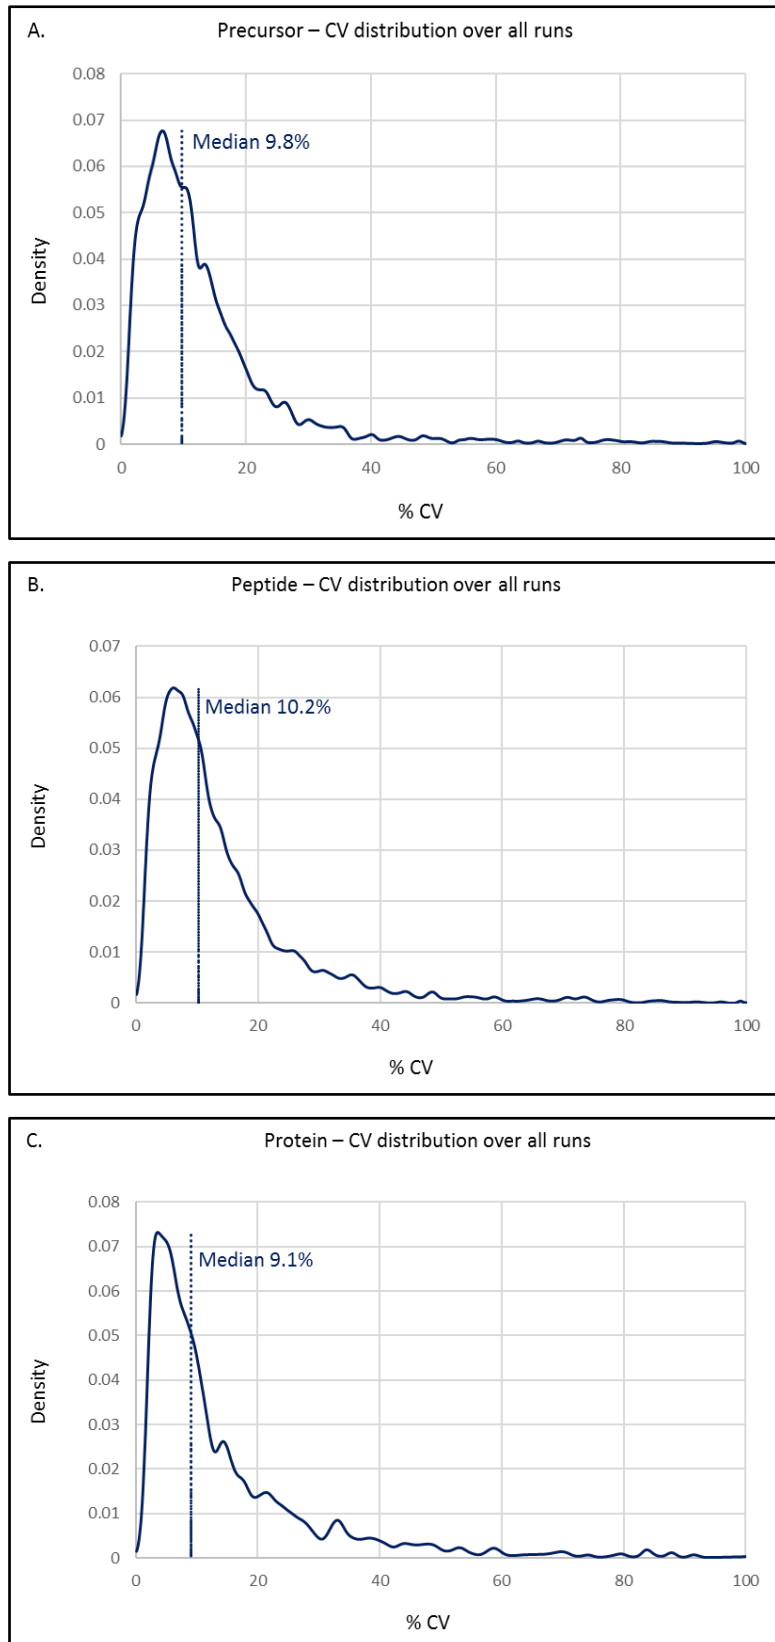 A.
Precursor – CV distribution over all runs
0.08
0.07
Median 9.8%
0.06
0.05
Density
0.04
0.03
0.02
0.01
0
0 20 40 60 80 100
% CV
B.
Peptide – CV distribution over all runs
0.07
0.06
Median 10.2%
0.05
0.04
Density
0.03
0.02
0.01
0
0 20 40 60 80 100
% CV
C.
Protein – CV distribution over all runs
0.08
0.07
Median 9.1%
0.06
0.05
0.04
Density
0.03
0.02
0.01
0
0 20 40 60 80 100
% CV